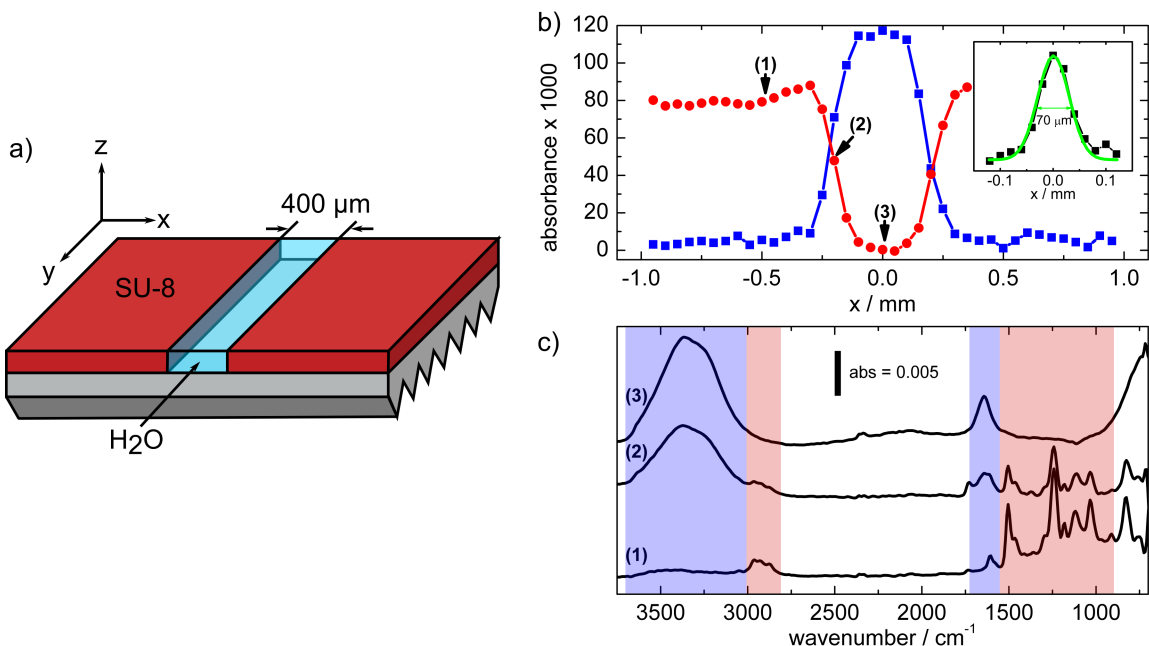 a)
z
x
y
400 µm
SU-8
H2O
b)
absorbance x 1000
120
100
80
60
40
20
0
-1.0
-0.5
0.0
0.5
1.0
x / mm
(1)
(2)
(3)
70 µm
-0.1
0.0
0.1
x / mm
c)
abs = 0.005
(3)
(2)
(1)
3500
3000
2500
2000
1500
1000
wavenumber / cm-1